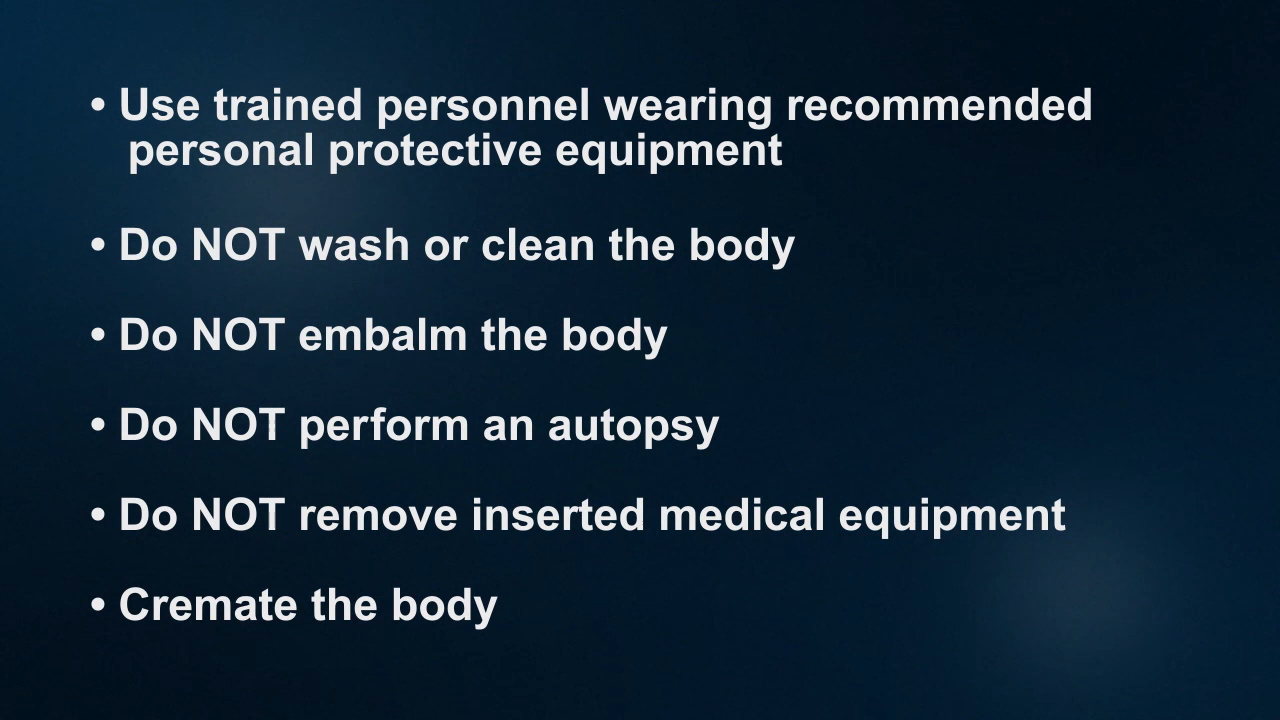 • Use trained personnel wearing recommended
personal protective equipment
• Do NOT wash or clean the body
• Do NOT embalm the body
• Do NOT perform an autopsy
• Do NOT remove inserted medical equipment
• Cremate the body